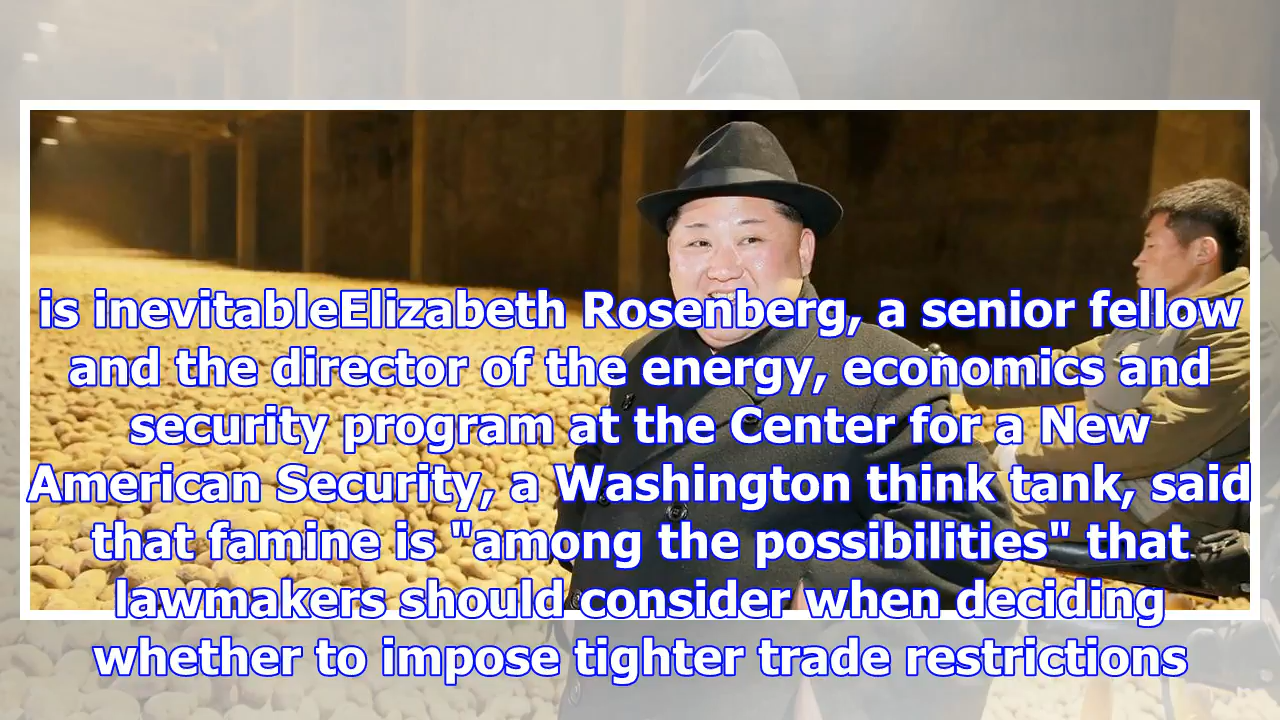 is inevitableElizabeth Rosenberg, a senior fellow
and the director of the energy, economics and
security program at the Center for a New
American Security, a Washington think tank, said
that famine is "among the possibilities" that
lawmakers should consider when deciding
whether to impose tighter trade restrictions